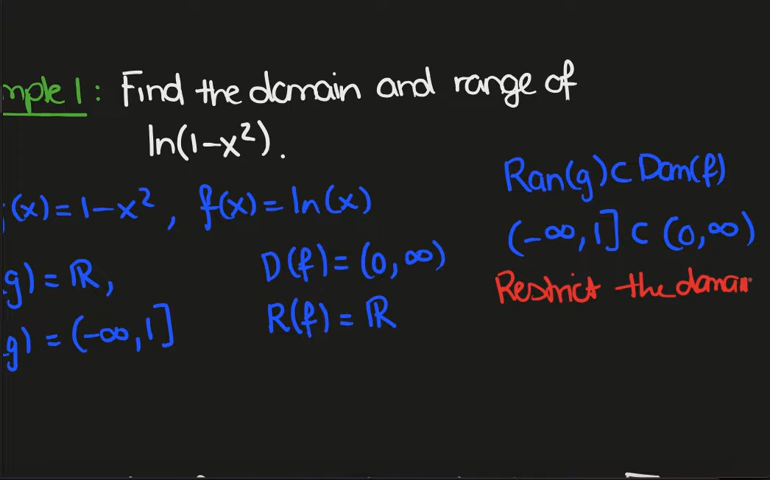 mple 1: Find the domain and range of
ln(1-x²).
(x) = 1-x², f(x) = ln(x)
g) = ℝ, D(f) = (0, ∞)
g) = (-∞, 1] R(f) = ℝ
Ran(g) ⊂ Dom(f)
(-∞, 1] ⊂ (0, ∞)
Restrict the domain